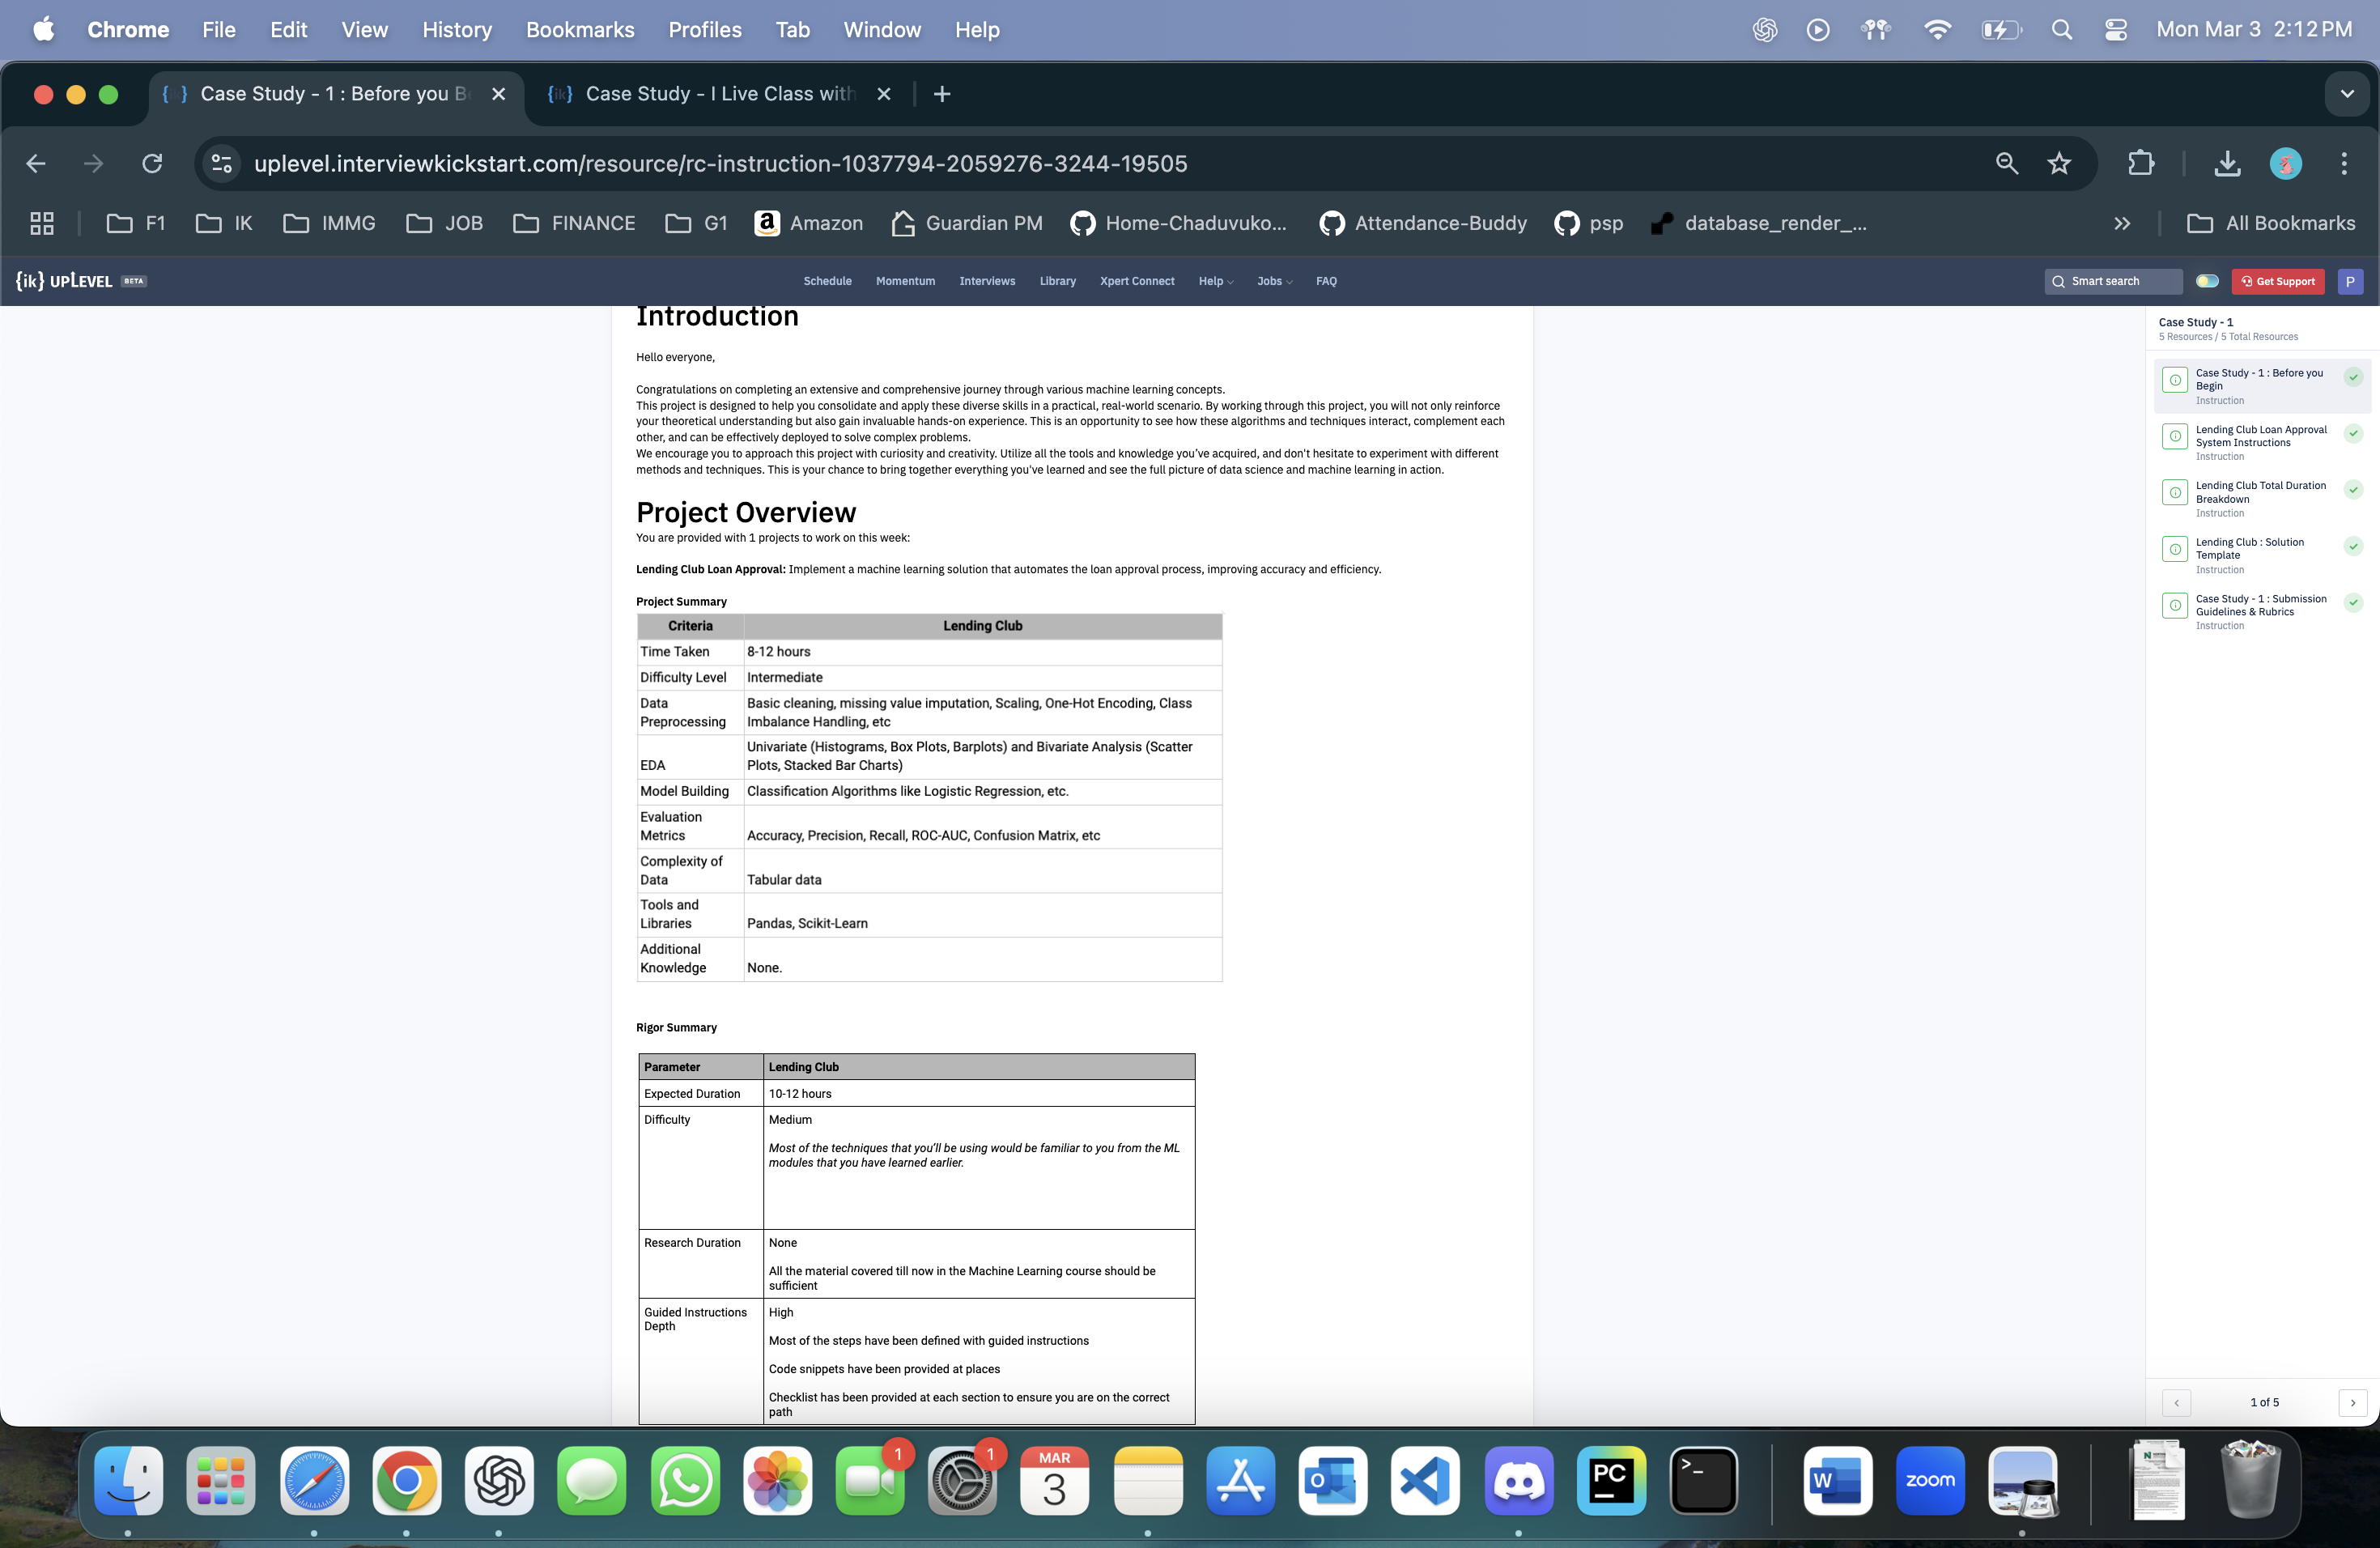 Chrome File Edit View History Bookmarks Profiles Tab Window Help Mon Mar 3 2:12 PM
{ik} Case Study - 1 : Before you Be {ik} Case Study - I Live Class with
uplevel.interviewkickstart.com/resource/rc-instruction-1037794-2059276-3244-19505
F1 IK IMMG JOB FINANCE G1 Amazon Guardian PM Home-Chaduvuko... Attendance-Buddy psp database_render_... All Bookmarks
{ik} UPLEVEL BETA Schedule Momentum Interviews Library Xpert Connect Help Jobs FAQ Smart search Get Support P
Introduction
Hello everyone,
Congratulations on completing an extensive and comprehensive journey through various machine learning concepts.
This project is designed to help you consolidate and apply these diverse skills in a practical, real-world scenario. By working through this project, you will not only reinforce
your theoretical understanding but also gain invaluable hands-on experience. This is an opportunity to see how these algorithms and techniques interact, complement each
other, and can be effectively deployed to solve complex problems.
We encourage you to approach this project with curiosity and creativity. Utilize all the tools and knowledge you've acquired, and don't hesitate to experiment with different
methods and techniques. This is your chance to bring together everything you've learned and see the full picture of data science and machine learning in action.
Project Overview
You are provided with 1 projects to work on this week:
Lending Club Loan Approval: Implement a machine learning solution that automates the loan approval process, improving accuracy and efficiency.
Project Summary
Criteria Lending Club
Time Taken 8-12 hours
Difficulty Level Intermediate
Data
Preprocessing
Basic cleaning, missing value imputation, Scaling, One-Hot Encoding, Class
Imbalance Handling, etc
EDA
Univariate (Histograms, Box Plots, Barplots) and Bivariate Analysis (Scatter
Plots, Stacked Bar Charts)
Model Building Classification Algorithms like Logistic Regression, etc.
Evaluation
Metrics
Accuracy, Precision, Recall, ROC-AUC, Confusion Matrix, etc
Complexity of
Data
Tabular data
Tools and
Libraries
Pandas, Scikit-Learn
Additional
Knowledge
None.
Rigor Summary
Parameter Lending Club
Expected Duration 10-12 hours
Difficulty Medium
Most of the techniques that you'll be using would be familiar to you from the ML
modules that you have learned earlier.
Research Duration None
All the material covered till now in the Machine Learning course should be
sufficient
Guided Instructions
Depth
High
Most of the steps have been defined with guided instructions
Code snippets have been provided at places
Checklist has been provided at each section to ensure you are on the correct
path
Case Study - 1
5 Resources / 5 Total Resources
Case Study - 1 : Before you
Begin
Instruction
Lending Club Loan Approval
System Instructions
Instruction
Lending Club Total Duration
Breakdown
Instruction
Lending Club : Solution
Template
Instruction
Case Study - 1 : Submission
Guidelines & Rubrics
Instruction
1 of 5
1 1 MAR 3 O PC >_ W zoom